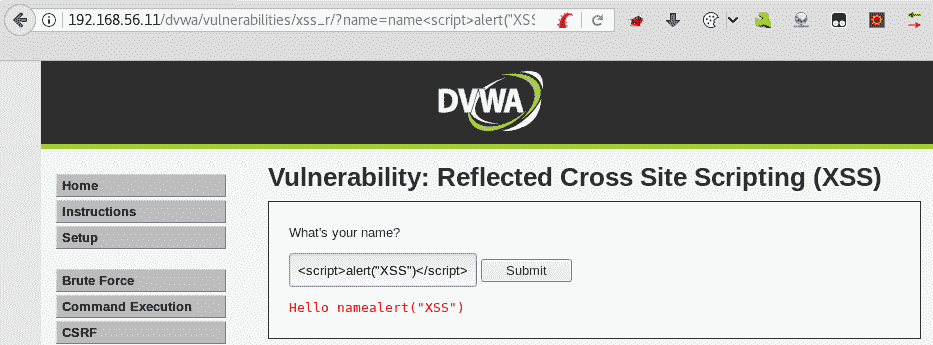 192.168.56.11/dvwa/vulnerabilities/xss_r/?name=name<script>alert("XSS
DVWA
Vulnerability: Reflected Cross Site Scripting (XSS)
Home
Instructions
Setup
Brute Force
Command Execution
CSRF
What's your name?
<script>alert("XSS")</script>
Submit
Hello namealert("XSS")